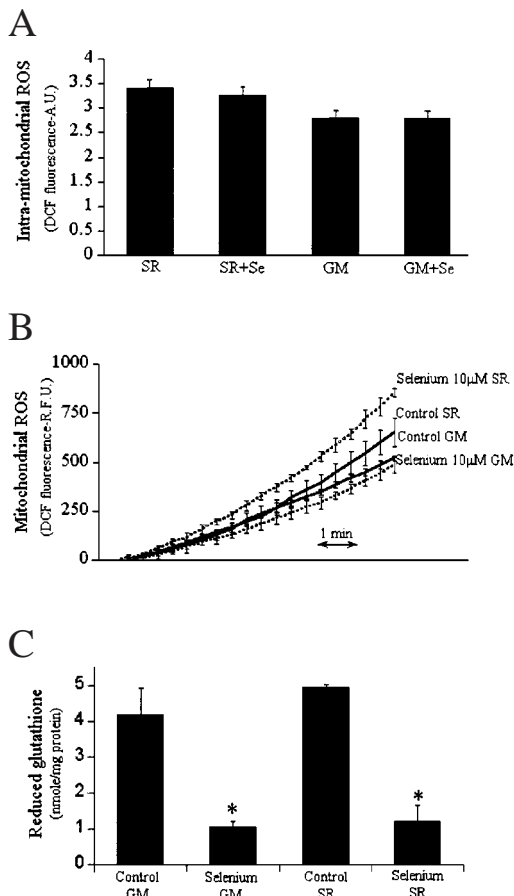 A
Intra-mitochondrial ROS
(DCF fluorescence-A.U.)
4
3.5
3
2.5
2
1.5
1
0.5
0
SR
SR+Se
GM
GM+Se
B
Mitochondrial ROS
(DCF fluorescence-R.F.U.)
1000
750
500
250
0
Selenium 10μM SR
Control SR
Control GM
Selenium 10μM GM
1 min
C
Reduced glutathione
(nmole/mg protein)
5
4
3
2
1
0
*
*
Control
GM
Selenium
GM
Control
SR
Selenium
SR